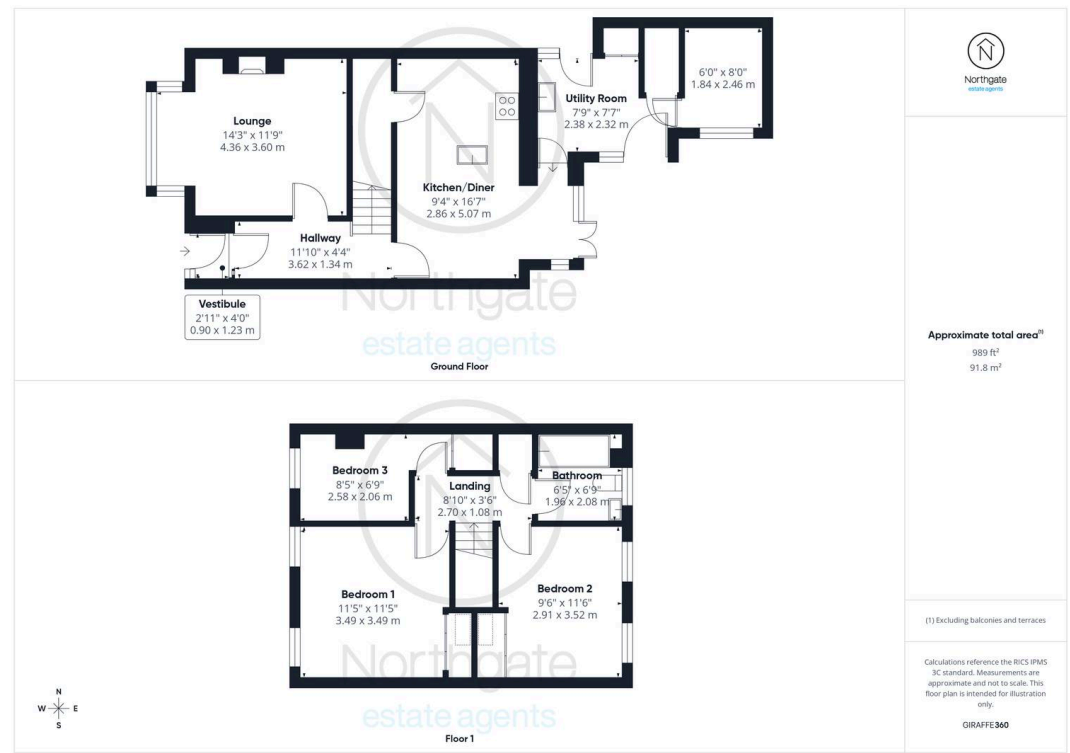 Lounge
14'3" x 11'9"
4.36 x 3.60 m
Utility Room
7'9" x 7'7"
2.38 x 2.32 m
6'0" x 8'0"
1.84 x 2.46 m
Kitchen/Diner
9'4" x 16'7"
2.86 x 5.07 m
Hallway
11'10" x 4'4"
3.62 x 1.34 m
Vestibule
2'11" x 4'0"
0.90 x 1.23 m
Northgate
estate agents
Ground Floor
Bedroom 3
8'5" x 6'9"
2.58 x 2.06 m
Landing
8'10" x 3'6"
2.70 x 1.08 m
Bathroom
6'5" x 6'9"
1.96 x 2.08 m
Bedroom 1
11'5" x 11'5"
3.49 x 3.49 m
Bedroom 2
9'6" x 11'6"
2.91 x 3.52 m
Northgate
estate agents
Floor 1
N
W E
S
Northgate
estate agents
Approximate total area(1)
989 ft²
91.8 m²
(1) Excluding balconies and terraces
Calculations reference the RICS IPMS
3C standard. Measurements are
approximate and not to scale. This
floor plan is intended for illustration
only.
GIRAFFE360